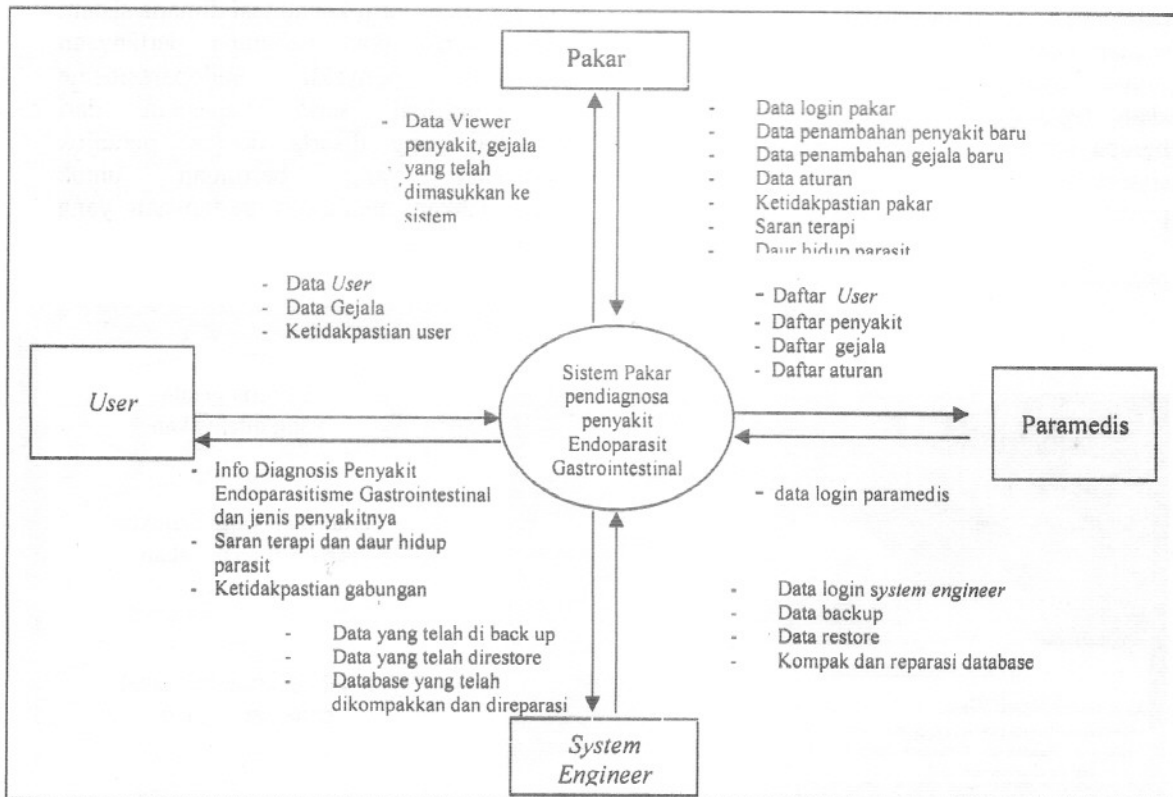 Pakar
- Data Viewer
penyakit, gejala
yang telah
dimasukkan ke
sistem
- Data login pakar
- Data penambahan penyakit baru
- Data penambahan gejala baru
- Data aturan
- Ketidakpastian pakar
- Saran terapi
- Daur hidup parasit
- Data User
- Data Gejala
- Ketidakpastian user
- Daftar User
- Daftar penyakit
- Daftar gejala
- Daftar aturan
User
Sistem Pakar
pendiagnosa
penyakit
Endoparasit
Gastrointestinal
Paramedis
- Info Diagnosis Penyakit
Endoparasitisme Gastrointestinal
dan jenis penyakitnya
- Saran terapi dan daur hidup
parasit
- Ketidakpastian gabungan
- data login paramedis
- Data yang telah di back up
- Data yang telah direstore
- Database yang telah
dikompakkan dan direparasi
- Data login system engineer
- Data backup
- Data restore
- Kompak dan reparasi database
System
Engineer